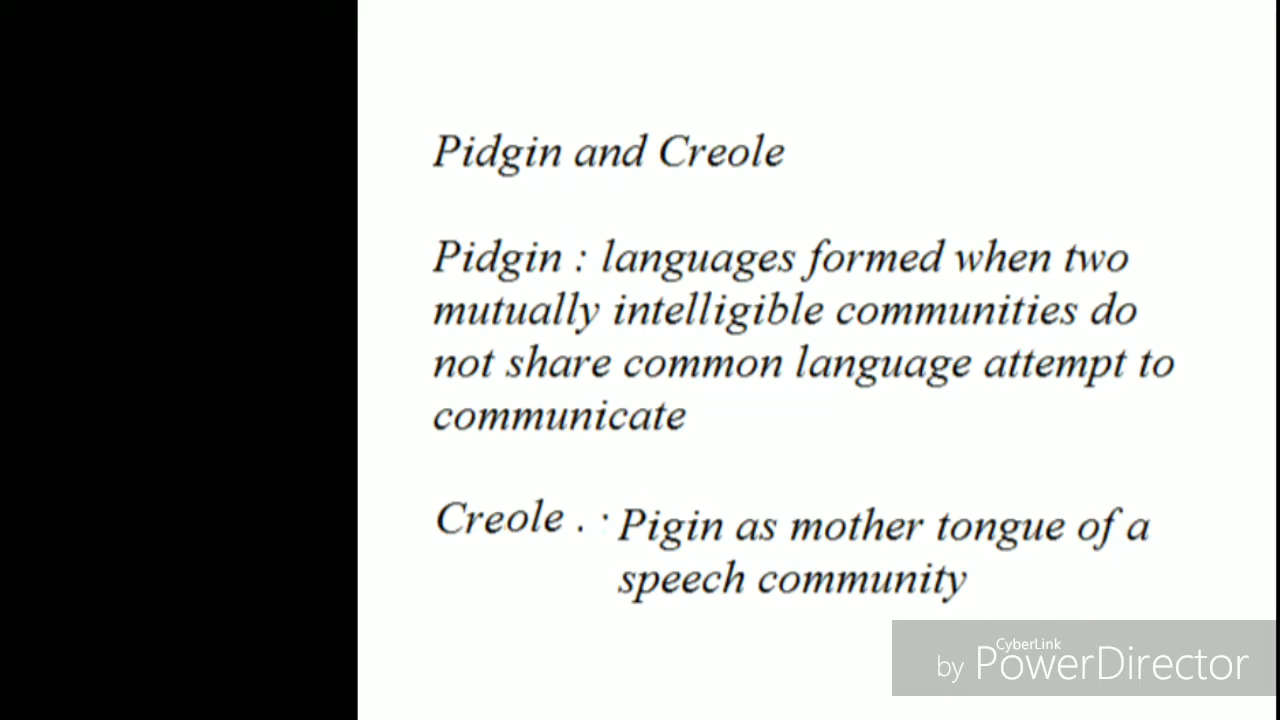 Pidgin and Creole
Pidgin : languages formed when two
mutually intelligible communities do
not share common language attempt to
communicate
Creole . · Pigin as mother tongue of a
speech community
CyberLink
by PowerDirector